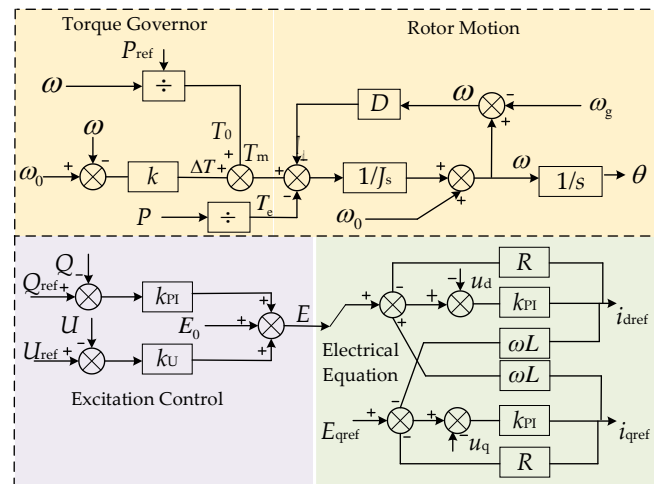 Torque Governor
Rotor Motion
P_ref
ω
÷
D
ω
-
ω_g
+
ω
T_0
T_m
ω_0
+
-
k
ΔT
+
+
+
-
1/J_s
+
+
ω
1/s
θ
P
÷
T_e
ω_0
Q
-
Q_ref
+
k_PI
+
U
E_0
+
E
U_ref
+
-
k_U
+
Excitation Control
R
-
-
u_d
+
+
+
k_PI
i_dref
Electrical
Equation
ωL
ωL
-
E_qref
+
+
k_PI
i_qref
-
-
u_q
R